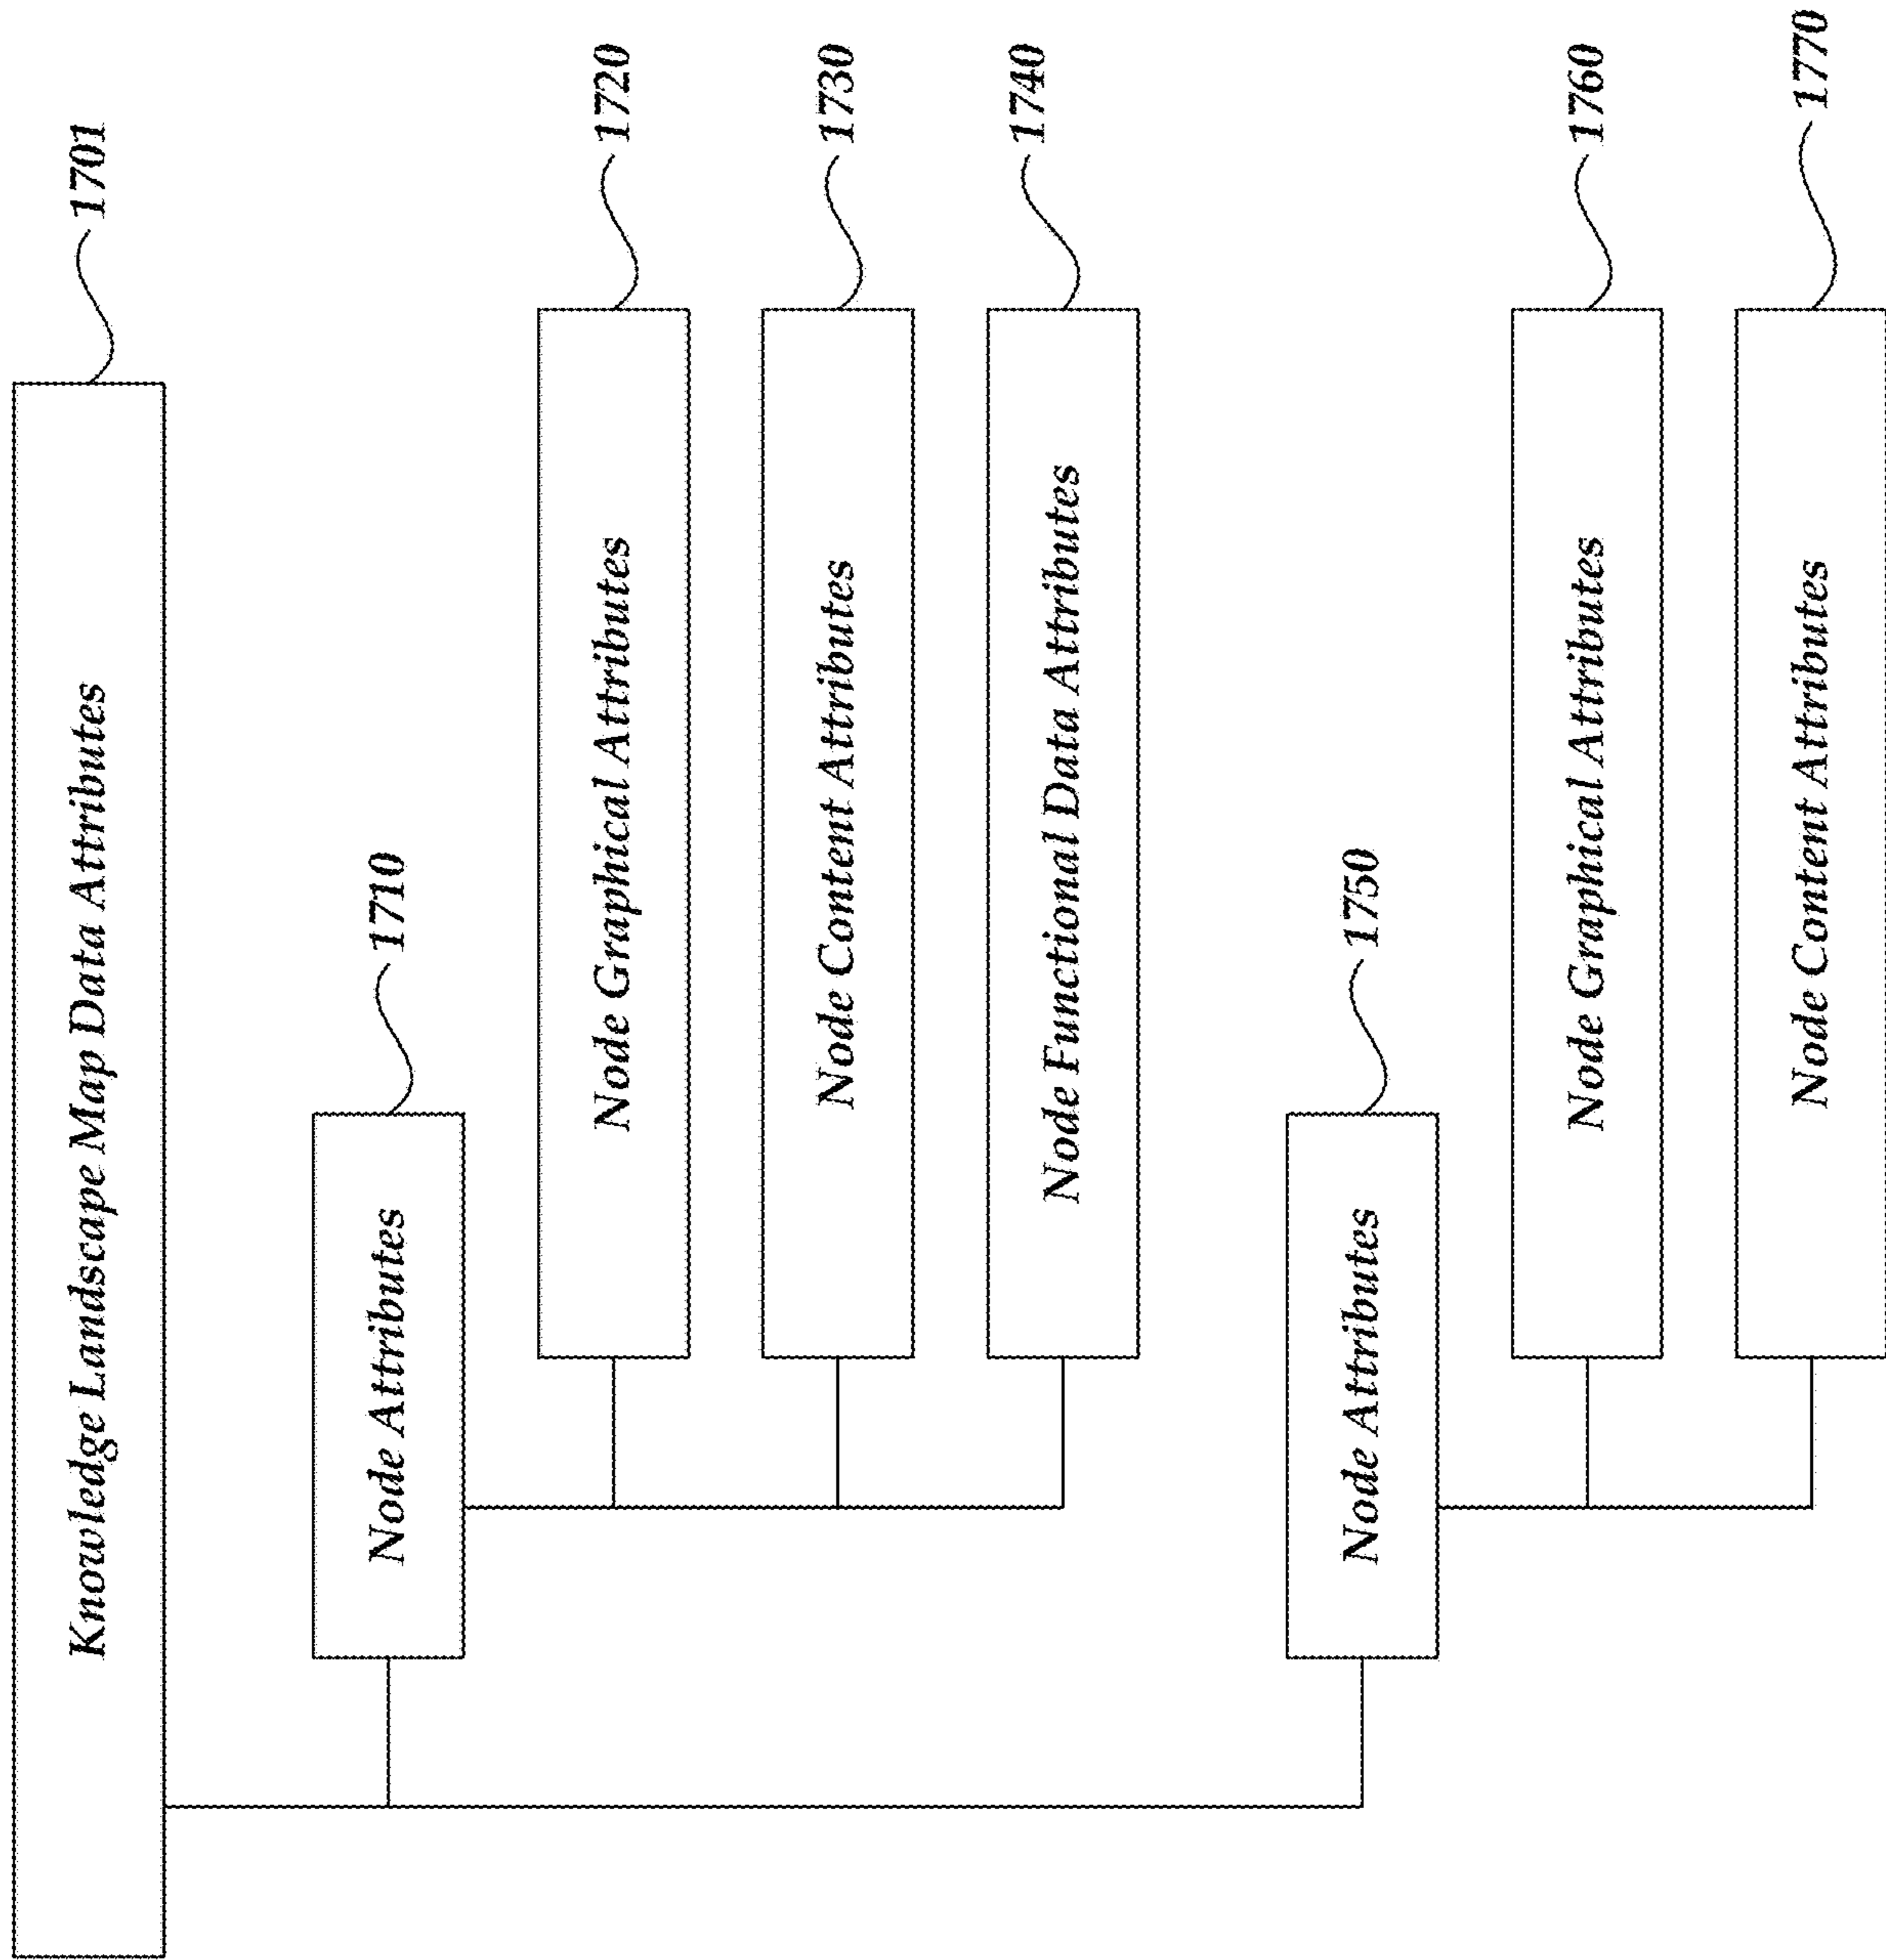 Knowledge Landscape Map Data Attributes 1701
Node Attributes 1710
Node Graphical Attributes 1720
Node Content Attributes 1730
Node Functional Data Attributes 1740
Node Attributes 1750
Node Graphical Attributes 1760
Node Content Attributes 1770